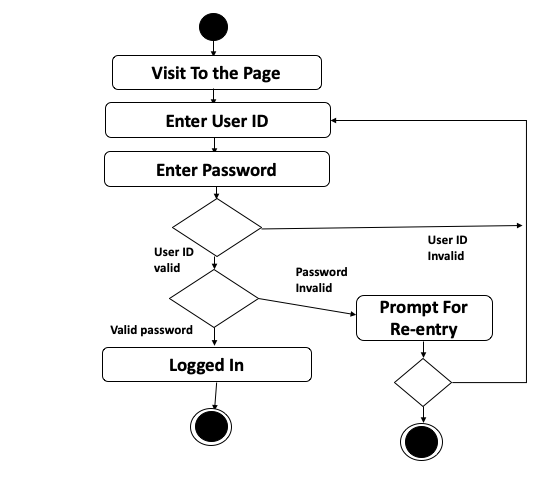 Visit To the Page
Enter User ID
Enter Password
User ID
valid
User ID
Invalid
Password
Invalid
Prompt For
Re-entry
Valid password
Logged In